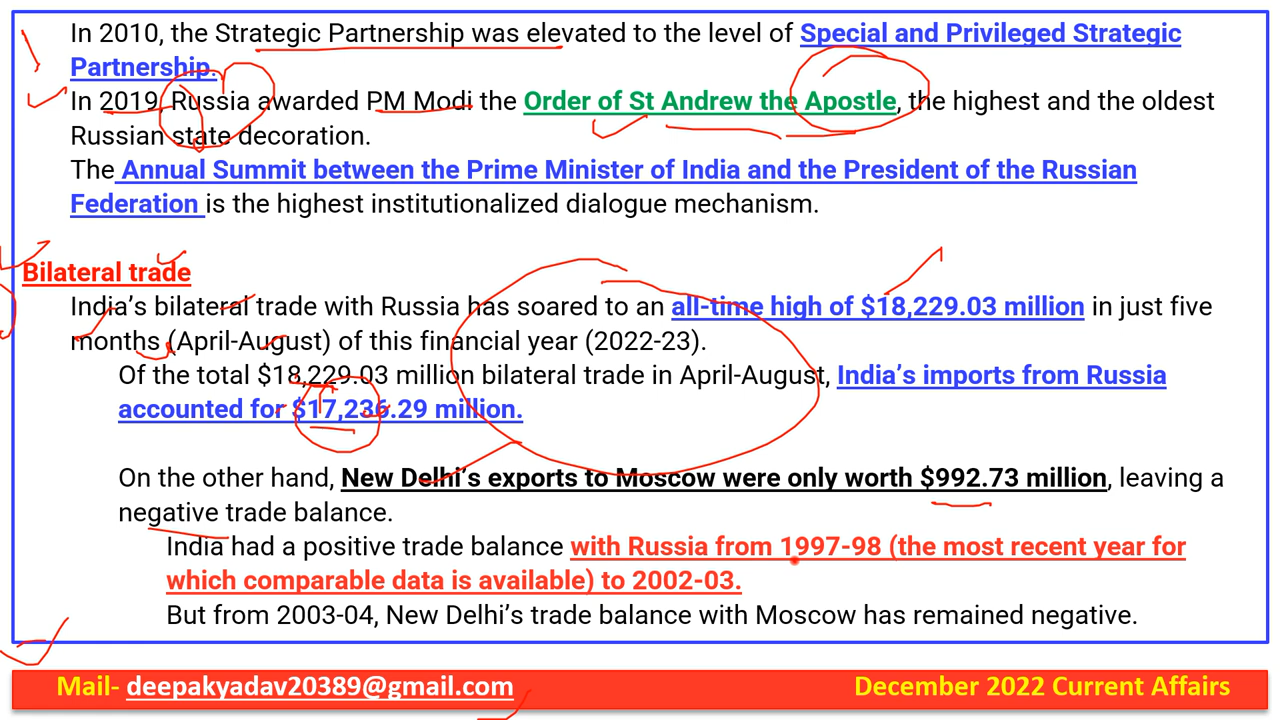 In 2010, the Strategic Partnership was elevated to the level of Special and Privileged Strategic
Partnership.
In 2019, Russia awarded PM Modi the Order of St Andrew the Apostle, the highest and the oldest
Russian state decoration.
The Annual Summit between the Prime Minister of India and the President of the Russian
Federation is the highest institutionalized dialogue mechanism.
Bilateral trade
India’s bilateral trade with Russia has soared to an all-time high of $18,229.03 million in just five
months (April-August) of this financial year (2022-23).
Of the total $18,229.03 million bilateral trade in April-August, India’s imports from Russia
accounted for $17,236.29 million.
On the other hand, New Delhi’s exports to Moscow were only worth $992.73 million, leaving a
negative trade balance.
India had a positive trade balance with Russia from 1997-98 (the most recent year for
which comparable data is available) to 2002-03.
But from 2003-04, New Delhi’s trade balance with Moscow has remained negative.
Mail- deepakyadav20389@gmail.com December 2022 Current Affairs